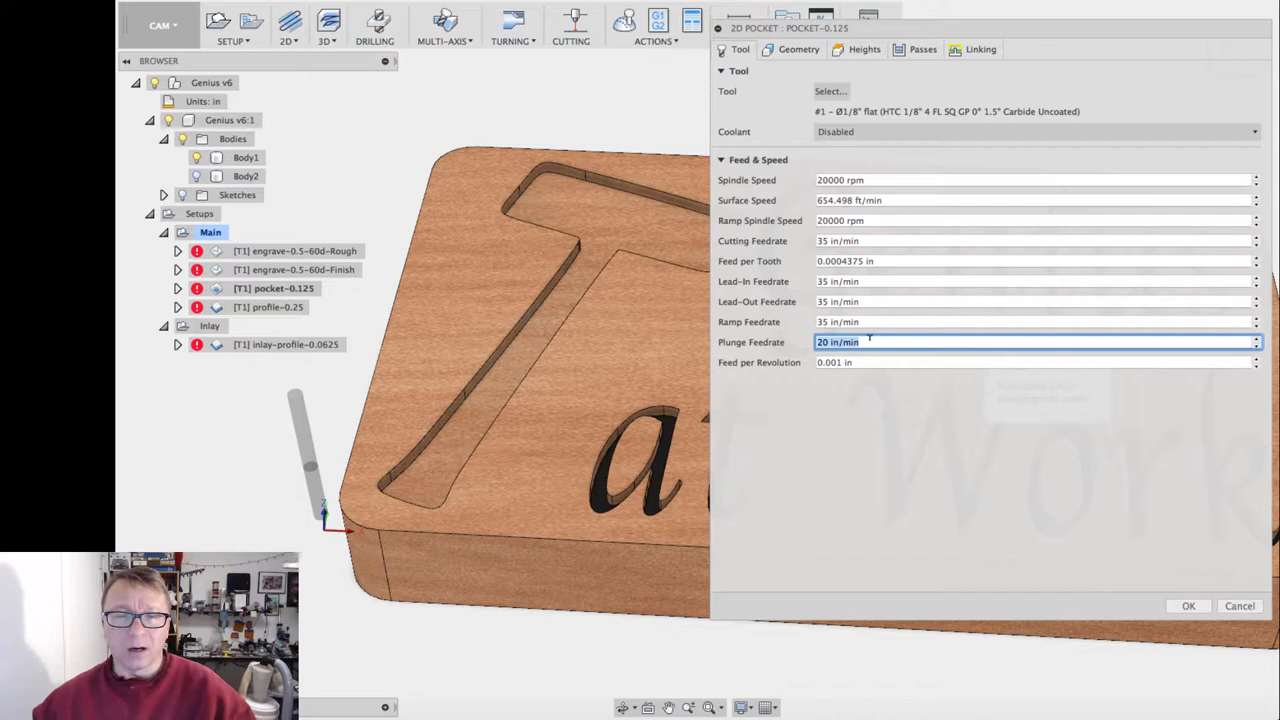 CAM
SETUP
2D
3D
DRILLING
MULTI-AXIS
TURNING
CUTTING
G1
G2
ACTIONS
BROWSER
Genius v6
Units: in
Genius v6:1
Bodies
Body1
Body2
Sketches
Setups
Main
[T1] engrave-0.5-60d-Rough
[T1] engrave-0.5-60d-Finish
[T1] pocket-0.125
[T1] profile-0.25
Inlay
[T1] inlay-profile-0.0625
2D POCKET : POCKET-0.125
Tool Geometry Heights Passes Linking
Tool
Tool Select...
#1 - Ø1/8" flat (HTC 1/8" 4 FL SQ GP 0° 1.5" Carbide Uncoated)
Coolant Disabled
Feed & Speed
Spindle Speed 20000 rpm
Surface Speed 654.498 ft/min
Ramp Spindle Speed 20000 rpm
Cutting Feedrate 35 in/min
Feed per Tooth 0.0004375 in
Lead-In Feedrate 35 in/min
Lead-Out Feedrate 35 in/min
Ramp Feedrate 35 in/min
Plunge Feedrate 20 in/min
Feed per Revolution 0.001 in
at Work
OK Cancel
Z